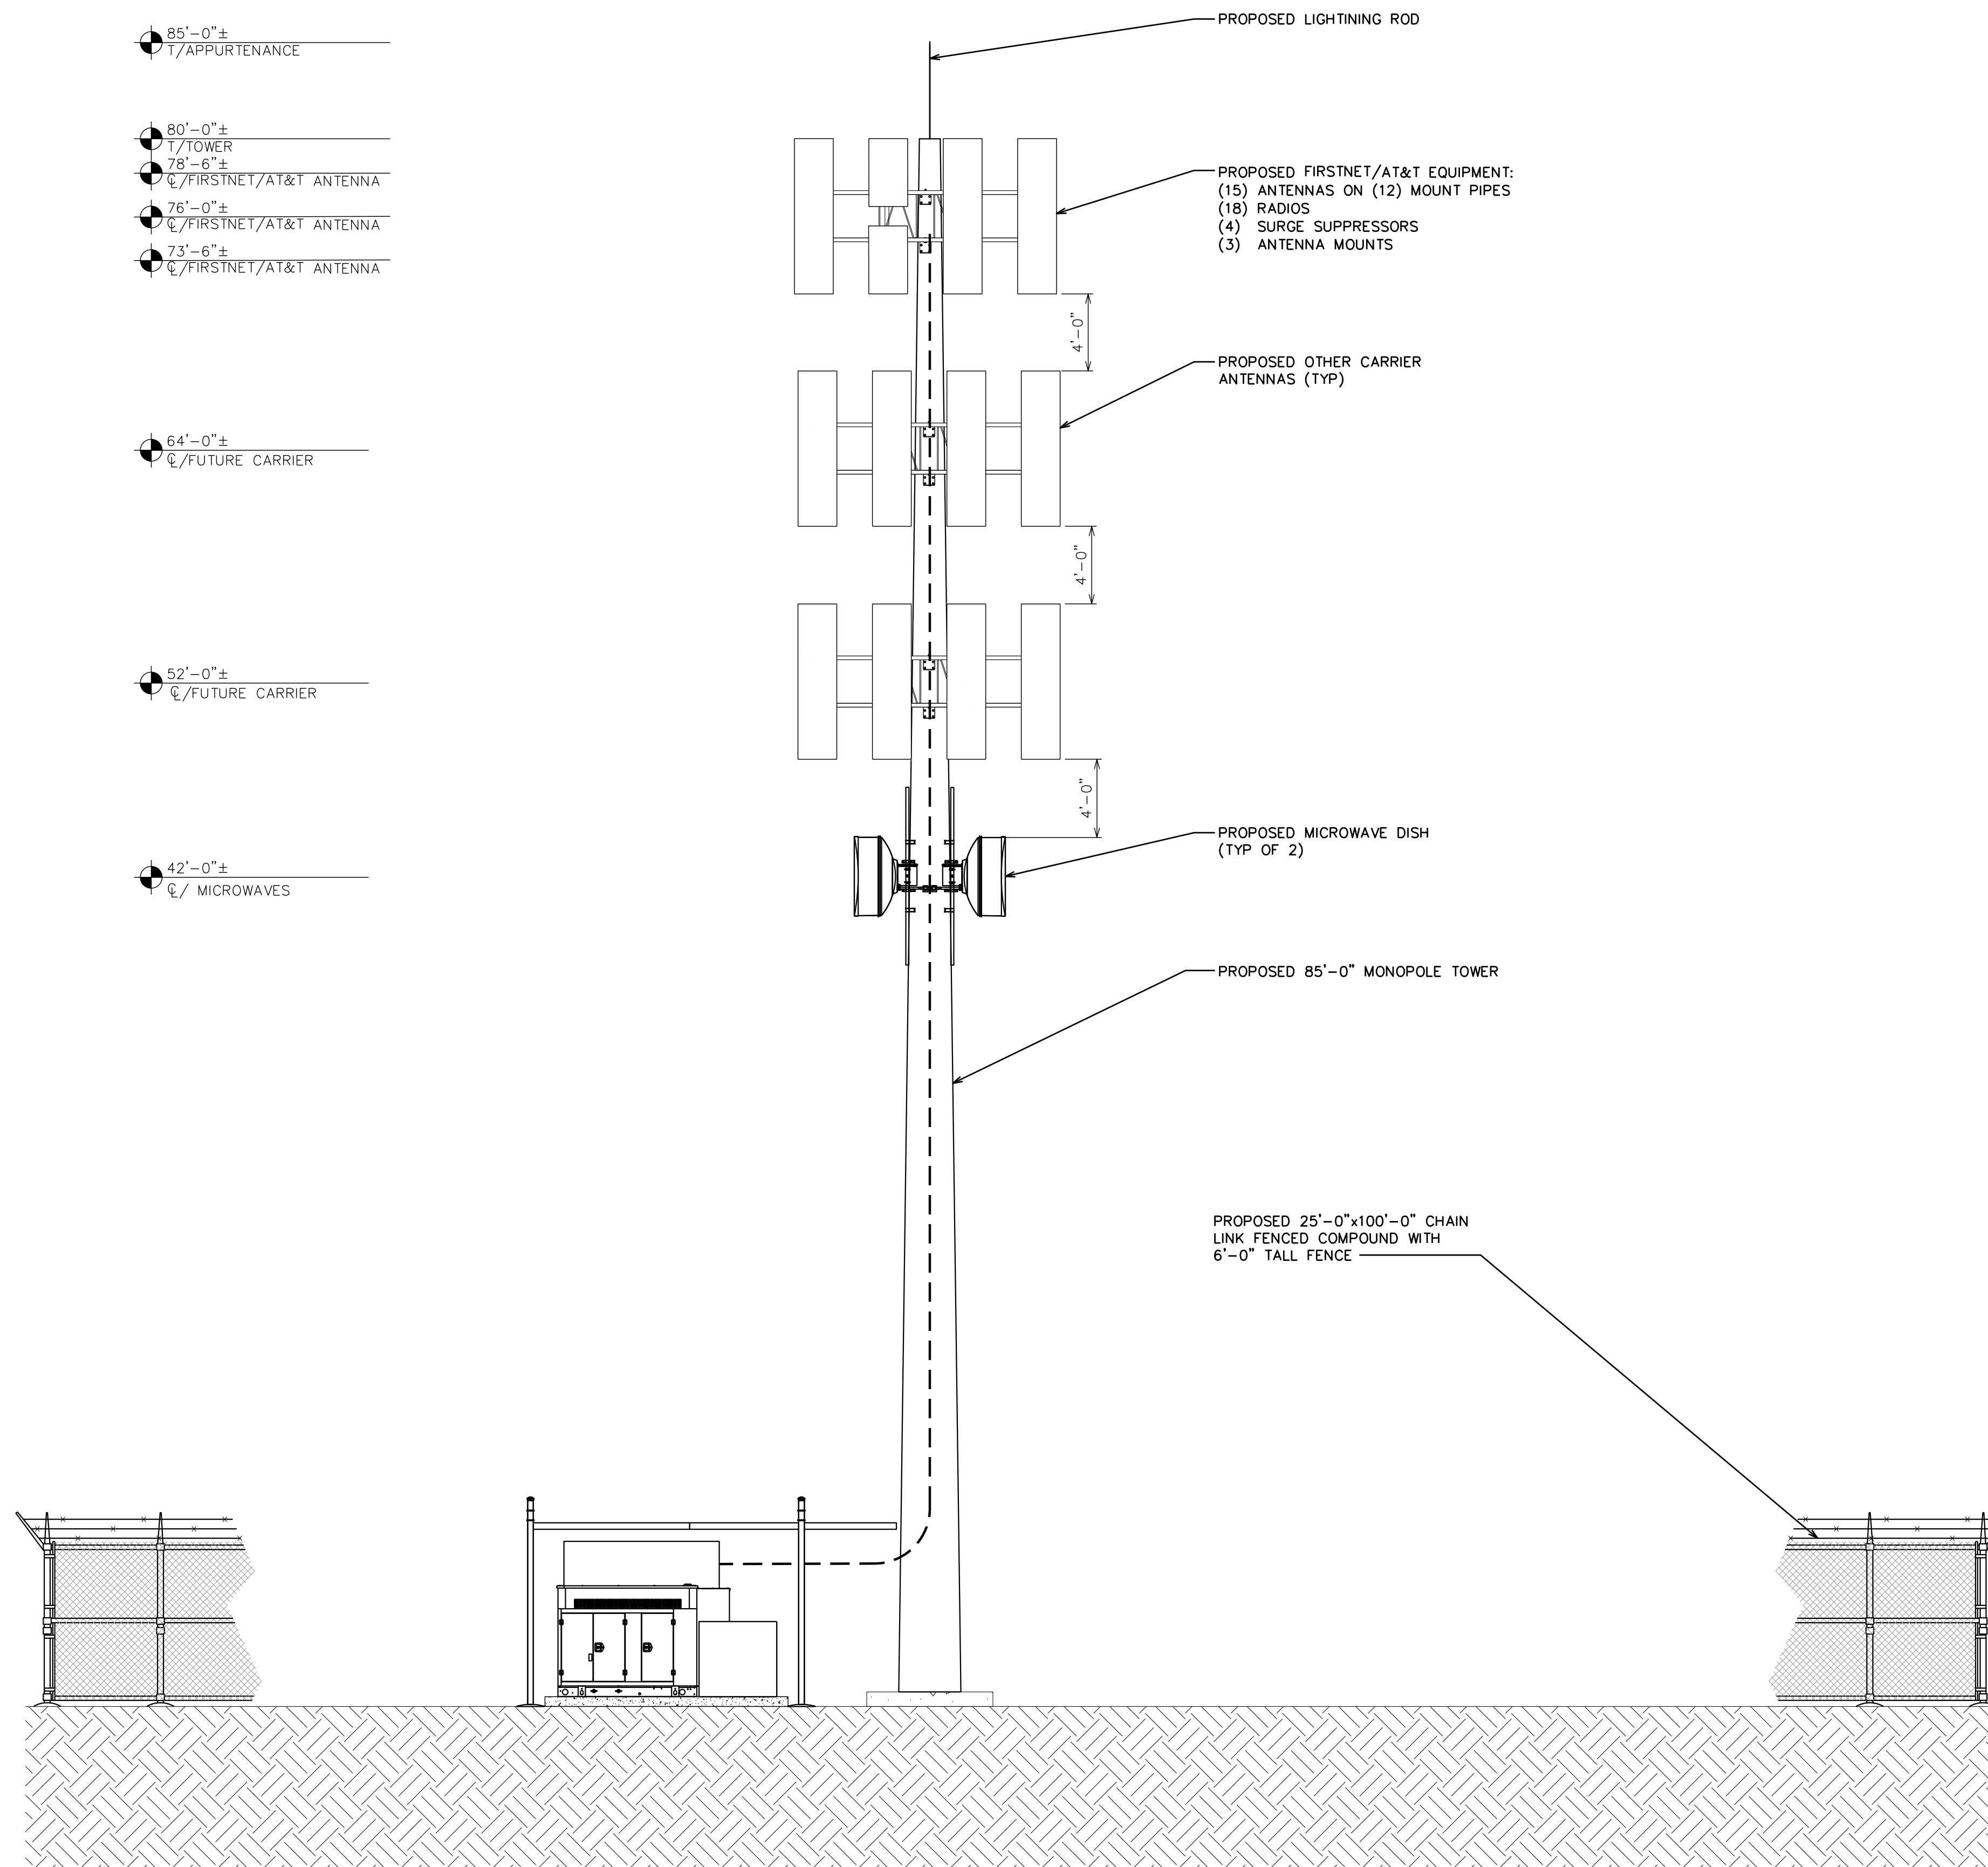 85'-0"±
T/APPURTENANCE
80'-0"±
T/TOWER
78'-6"±
℄/FIRSTNET/AT&T ANTENNA
76'-0"±
℄/FIRSTNET/AT&T ANTENNA
73'-6"±
℄/FIRSTNET/AT&T ANTENNA
64'-0"±
℄/FUTURE CARRIER
52'-0"±
℄/FUTURE CARRIER
42'-0"±
℄/ MICROWAVES
4'-0"
4'-0"
4'-0"
PROPOSED LIGHTINING ROD
PROPOSED FIRSTNET/AT&T EQUIPMENT:
(15) ANTENNAS ON (12) MOUNT PIPES
(18) RADIOS
(4) SURGE SUPPRESSORS
(3) ANTENNA MOUNTS
PROPOSED OTHER CARRIER
ANTENNAS (TYP)
PROPOSED MICROWAVE DISH
(TYP OF 2)
PROPOSED 85'-0" MONOPOLE TOWER
PROPOSED 25'-0"x100'-0" CHAIN
LINK FENCED COMPOUND WITH
6'-0" TALL FENCE